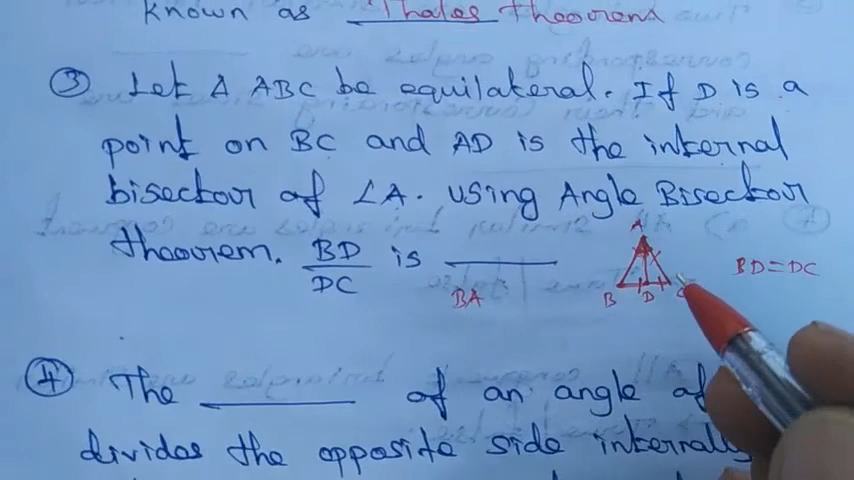 known as Thales theorem
③ Let Δ ABC be equilateral. If D is a
point on BC and AD is the internal
bisector of ∠A. Using Angle Bisector
theorem. BD/DC is ________
A
BD=DC
BA
B D C
④ The ________ of an angle of
divides the opposite side internally